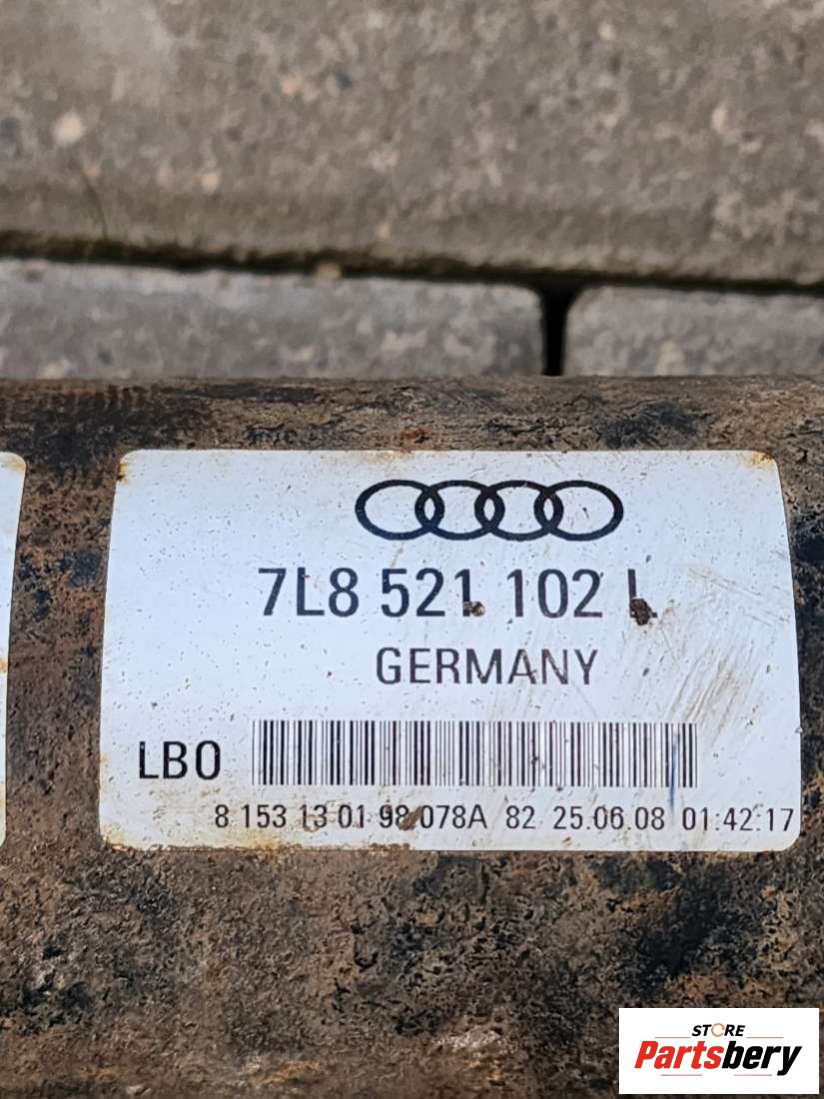 7L8 521 102 L
GERMANY
LB0
8 153 13 01 98 078A 82 25.06.08 01:42:17
STORE
Partsbery